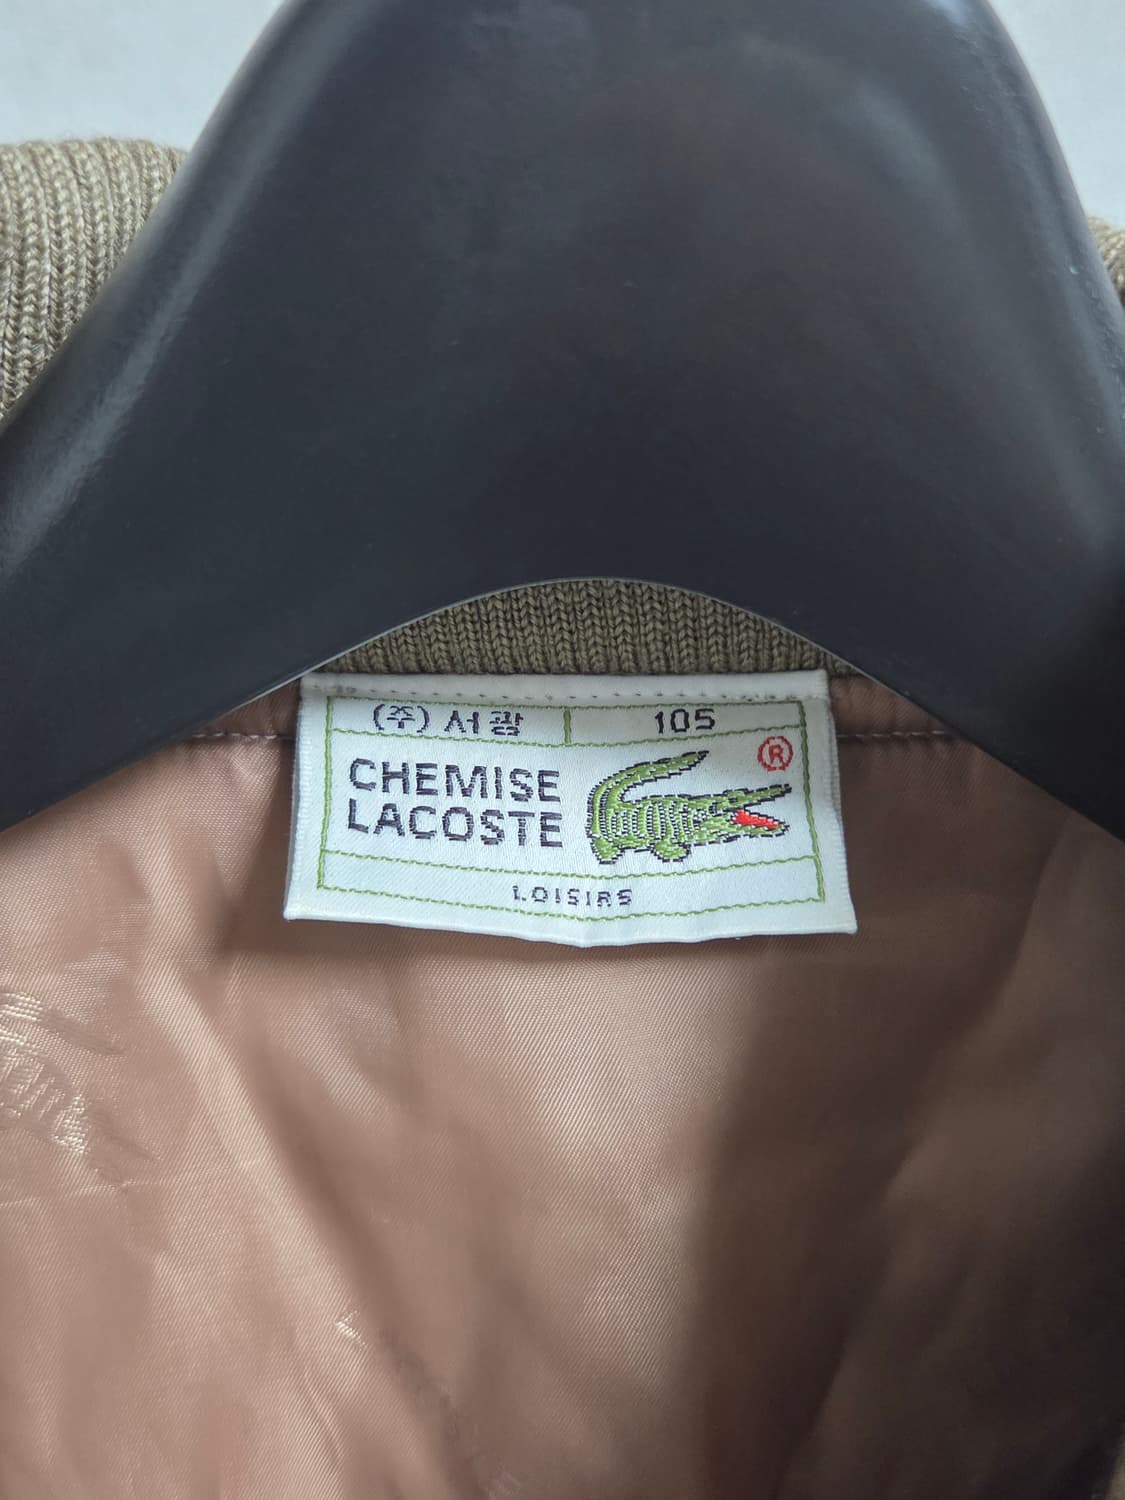 (주) 서광 105
CHEMISE
LACOSTE
®
LOISIRS